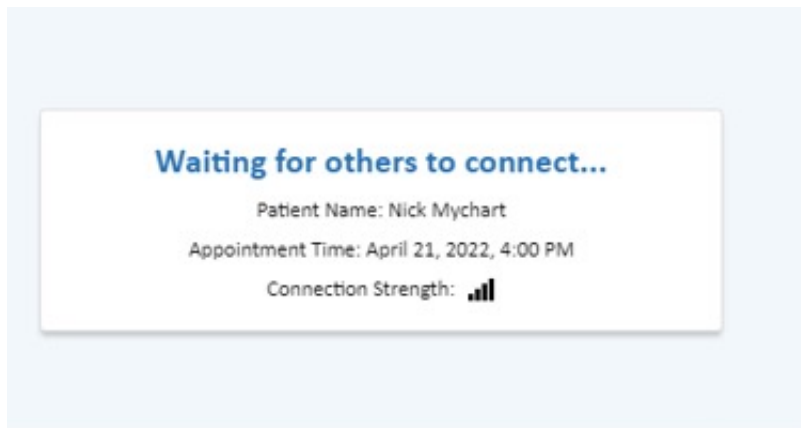 Waiting for others to connect...
Patient Name: Nick Mychart
Appointment Time: April 21, 2022, 4:00 PM
Connection Strength: